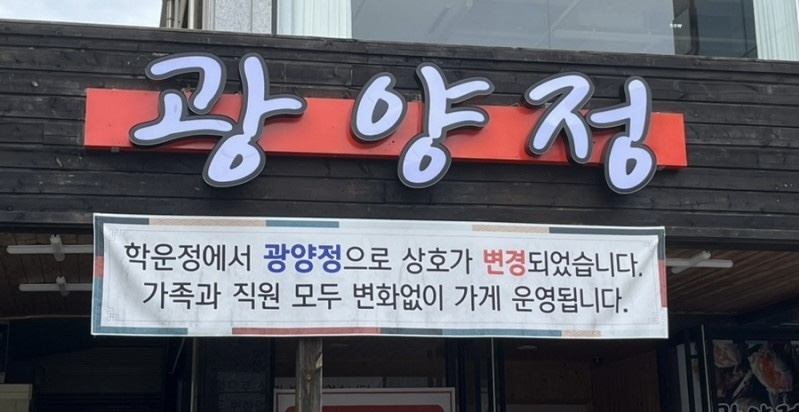 광양정
학운정에서 광양정으로 상호가 변경되었습니다.
가족과 직원 모두 변화없이 가게 운영됩니다.